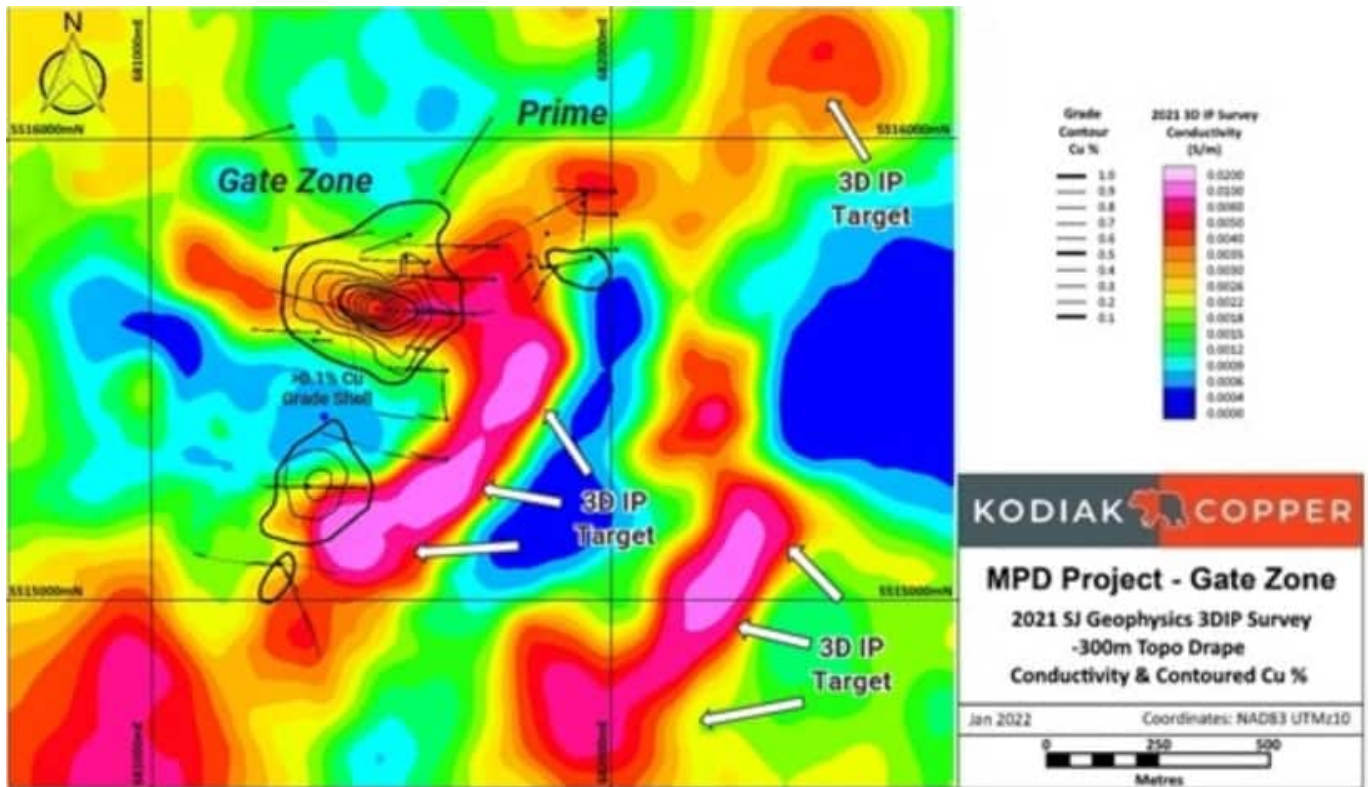 N
681000mE
682000mE
Prime
5516000mN
5516000mN
Gate Zone
3D IP
Target
>0.1% CU
Grade Shell
3D IP
Target
5515000mN
5515000mN
3D IP
Target
681000mE
682000mE
Grade
Contour
Cu %
1.0
0.9
0.8
0.7
0.6
0.5
0.4
0.3
0.2
0.1
2021 3D IP Survey
Conductivity
(S/m)
0.0200
0.0100
0.0060
0.0050
0.0040
0.0035
0.0030
0.0026
0.0022
0.0018
0.0015
0.0012
0.0009
0.0006
0.0004
0.0000
KODIAK COPPER
MPD Project - Gate Zone
2021 SJ Geophysics 3DIP Survey
-300m Topo Drape
Conductivity & Contoured Cu %
Jan 2022
Coordinates: NAD83 UTMz10
0 250 500
Metres